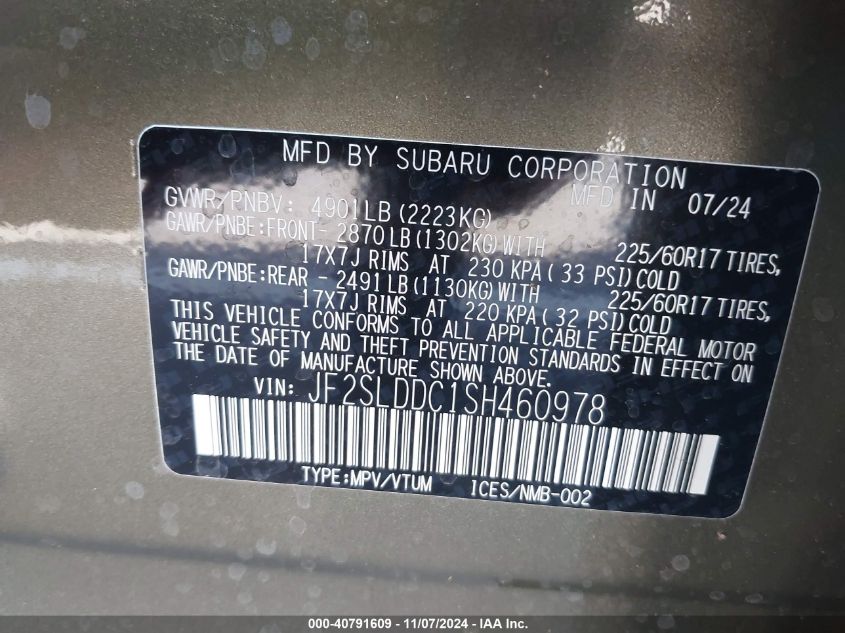 MFD BY SUBARU CORPORATION
MFD IN 07/24
GVWR/PNBV: 4901LB (2223KG)
GAWR/PNBE:FRONT- 2870 LB (1302KG) WITH 225/60R17 TIRES,
17X7J RIMS AT 230 KPA ( 33 PSI) COLD
GAWR/PNBE:REAR - 2491 LB (1130KG) WITH 225/60R17 TIRES,
17X7J RIMS AT 220 KPA ( 32 PSI) COLD
THIS VEHICLE CONFORMS TO ALL APPLICABLE FEDERAL MOTOR
VEHICLE SAFETY AND THEFT PREVENTION STANDARDS IN EFFECT ON
THE DATE OF MANUFACTURE SHOWN ABOVE.
VIN: JF2SLDDC1SH460978
TYPE:MPV/VTUM ICES/NMB-002
000-40791609 - 11/07/2024 - IAA Inc.